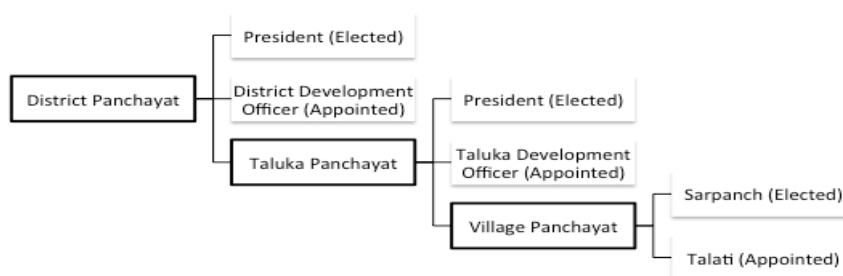 President (Elected)
District Panchayat
District Development
Officer (Appointed)
President (Elected)
Taluka Panchayat
Taluka Development
Officer (Appointed)
Village Panchayat
Sarpanch (Elected)
Talati (Appointed)